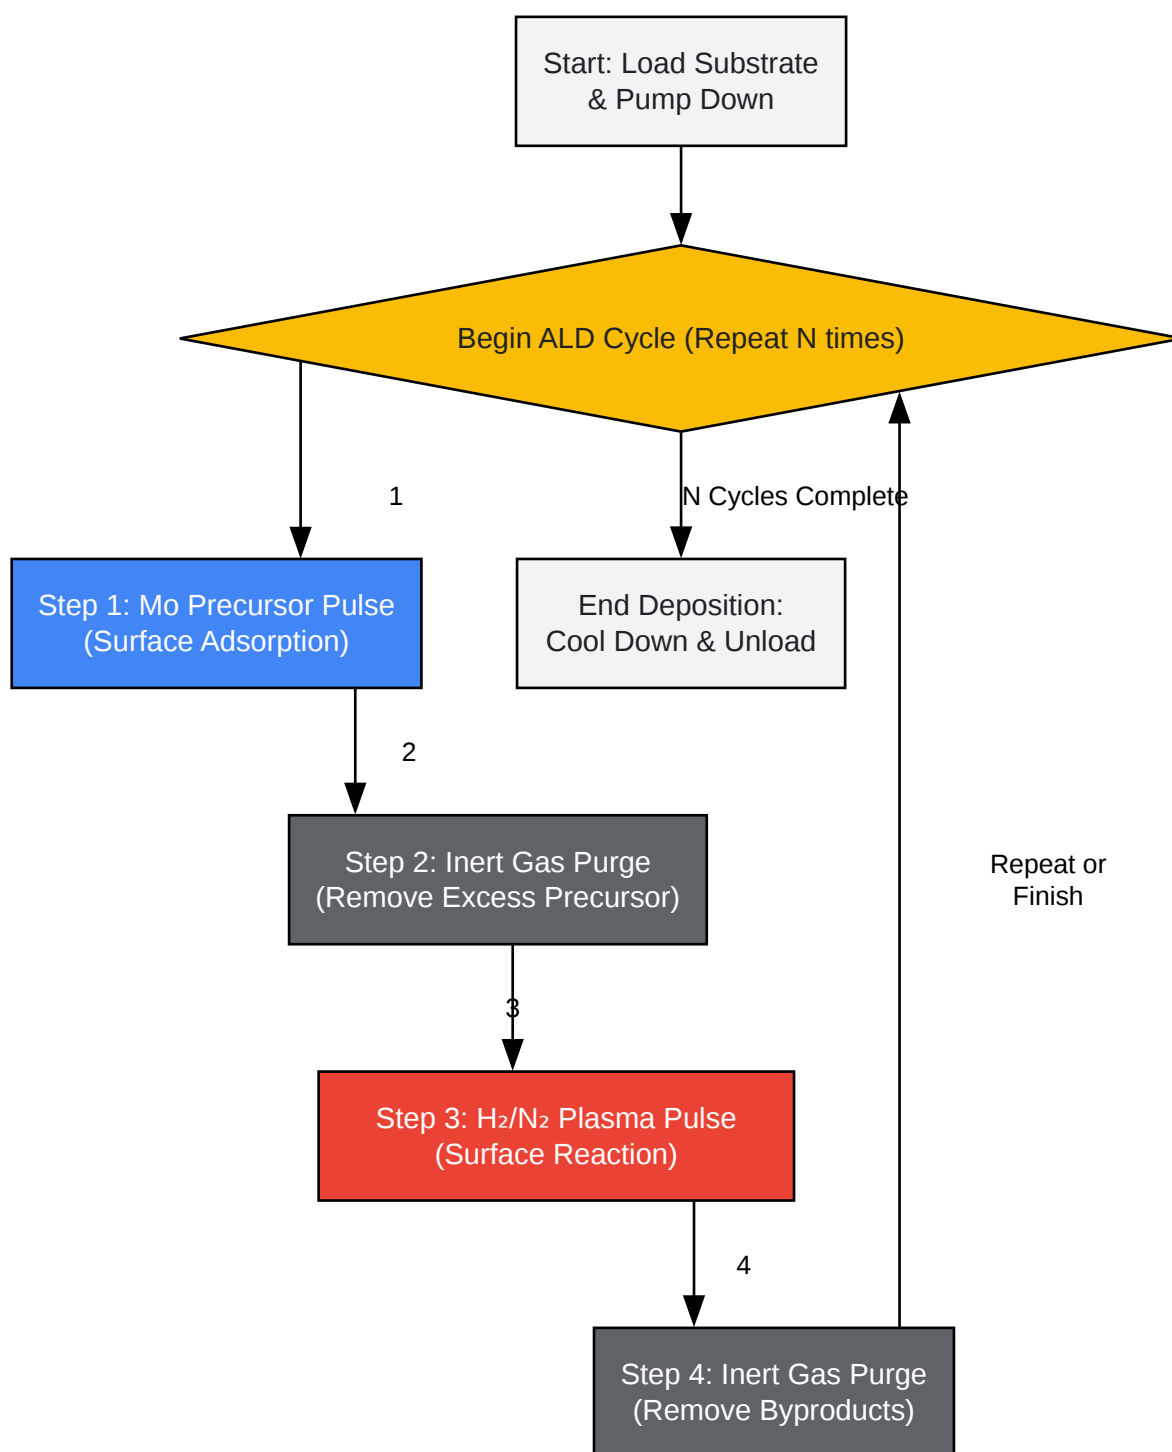 Start: Load Substrate
& Pump Down
Begin ALD Cycle (Repeat N times)
1
N Cycles Complete
Step 1: Mo Precursor Pulse
(Surface Adsorption)
End Deposition:
Cool Down & Unload
2
Step 2: Inert Gas Purge
(Remove Excess Precursor)
Repeat or
Finish
3
Step 3: H₂/N₂ Plasma Pulse
(Surface Reaction)
4
Step 4: Inert Gas Purge
(Remove Byproducts)